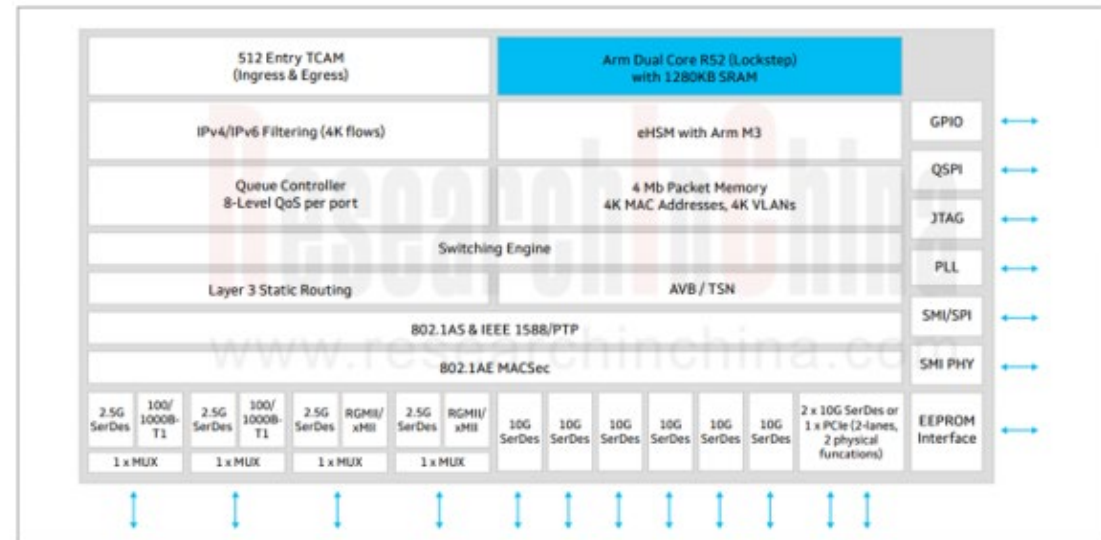 512 Entry TCAM
(Ingress & Egress)
Arm Dual Core R52 (Lockstep)
with 1280KB SRAM
IPv4/IPv6 Filtering (4K flows)
eHSM with Arm M3
GPIO
Queue Controller
8-Level QoS per port
4 Mb Packet Memory
4K MAC Addresses, 4K VLANs
QSPI
JTAG
Switching Engine
PLL
Layer 3 Static Routing
AVB / TSN
802.1AS & IEEE 1588/PTP
SMI/SPI
802.1AE MACSec
SMI PHY
2.5G
SerDes
100/
1000B-
T1
2.5G
SerDes
100/
1000B-
T1
2.5G
SerDes
RGMII/
xMII
2.5G
SerDes
RGMII/
xMII
10G
SerDes
10G
SerDes
10G
SerDes
10G
SerDes
10G
SerDes
10G
SerDes
2 x 10G SerDes or
1 x PCIe (2-lanes,
2 physical
funcations)
EEPROM
Interface
1 x MUX
1 x MUX
1 x MUX
1 x MUX
ResearchInChina
www.researchinchina.com